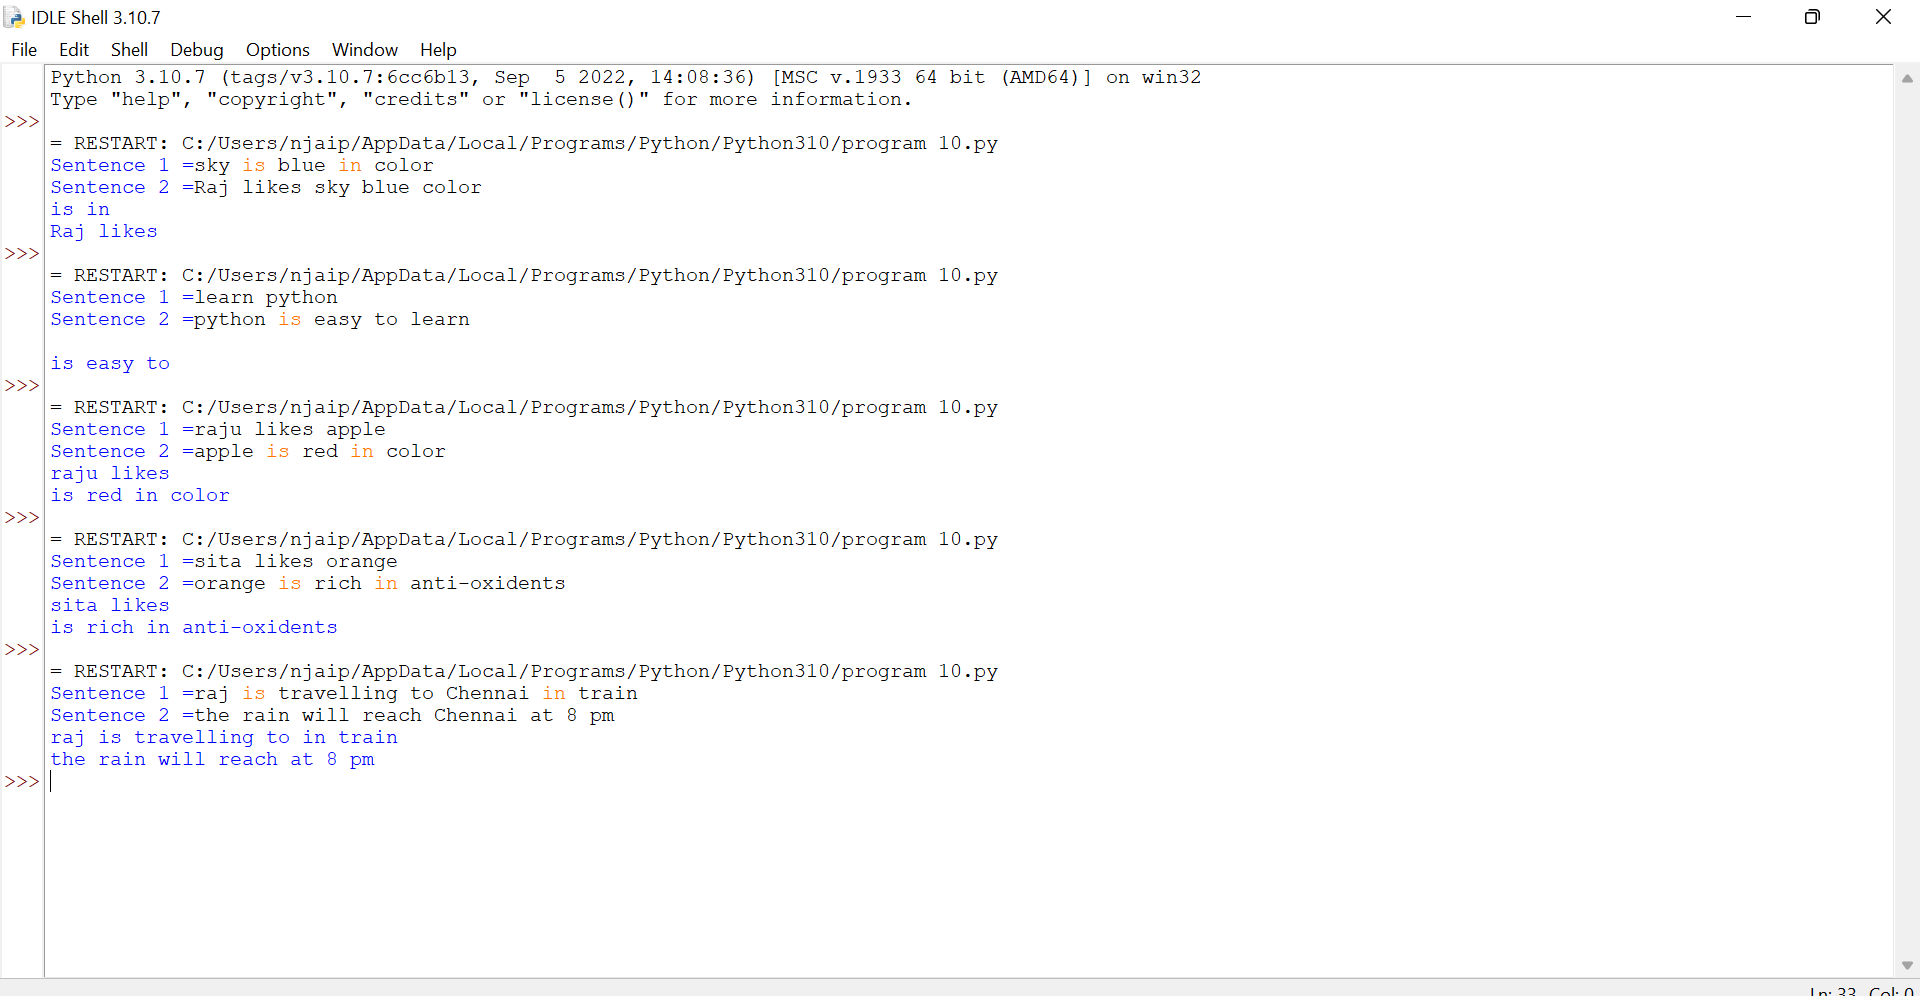 IDLE Shell 3.10.7
File Edit Shell Debug Options Window Help
Python 3.10.7 (tags/v3.10.7:6cc6b13, Sep  5 2022, 14:08:36) [MSC v.1933 64 bit (AMD64)] on win32
Type "help", "copyright", "credits" or "license()" for more information.
>>>
= RESTART: C:/Users/njaip/AppData/Local/Programs/Python/Python310/program 10.py
Sentence 1 =sky is blue in color
Sentence 2 =Raj likes sky blue color
is in
Raj likes
>>>
= RESTART: C:/Users/njaip/AppData/Local/Programs/Python/Python310/program 10.py
Sentence 1 =learn python
Sentence 2 =python is easy to learn
is easy to
>>>
= RESTART: C:/Users/njaip/AppData/Local/Programs/Python/Python310/program 10.py
Sentence 1 =raju likes apple
Sentence 2 =apple is red in color
raju likes
is red in color
>>>
= RESTART: C:/Users/njaip/AppData/Local/Programs/Python/Python310/program 10.py
Sentence 1 =sita likes orange
Sentence 2 =orange is rich in anti-oxidents
sita likes
is rich in anti-oxidents
>>>
= RESTART: C:/Users/njaip/AppData/Local/Programs/Python/Python310/program 10.py
Sentence 1 =raj is travelling to Chennai in train
Sentence 2 =the rain will reach Chennai at 8 pm
raj is travelling to in train
the rain will reach at 8 pm
>>>
Ln: 33 Col: 0